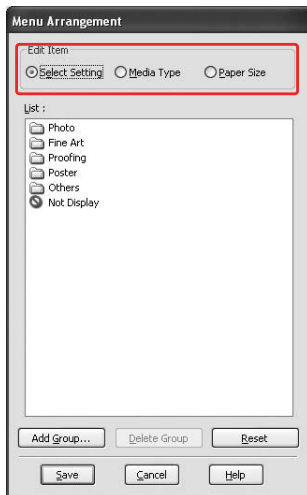 Menu Arrangement
Edit Item
Select Setting Media Type Paper Size
List :
Photo
Fine Art
Proofing
Poster
Others
Not Display
Add Group... Delete Group Reset
Save Cancel Help